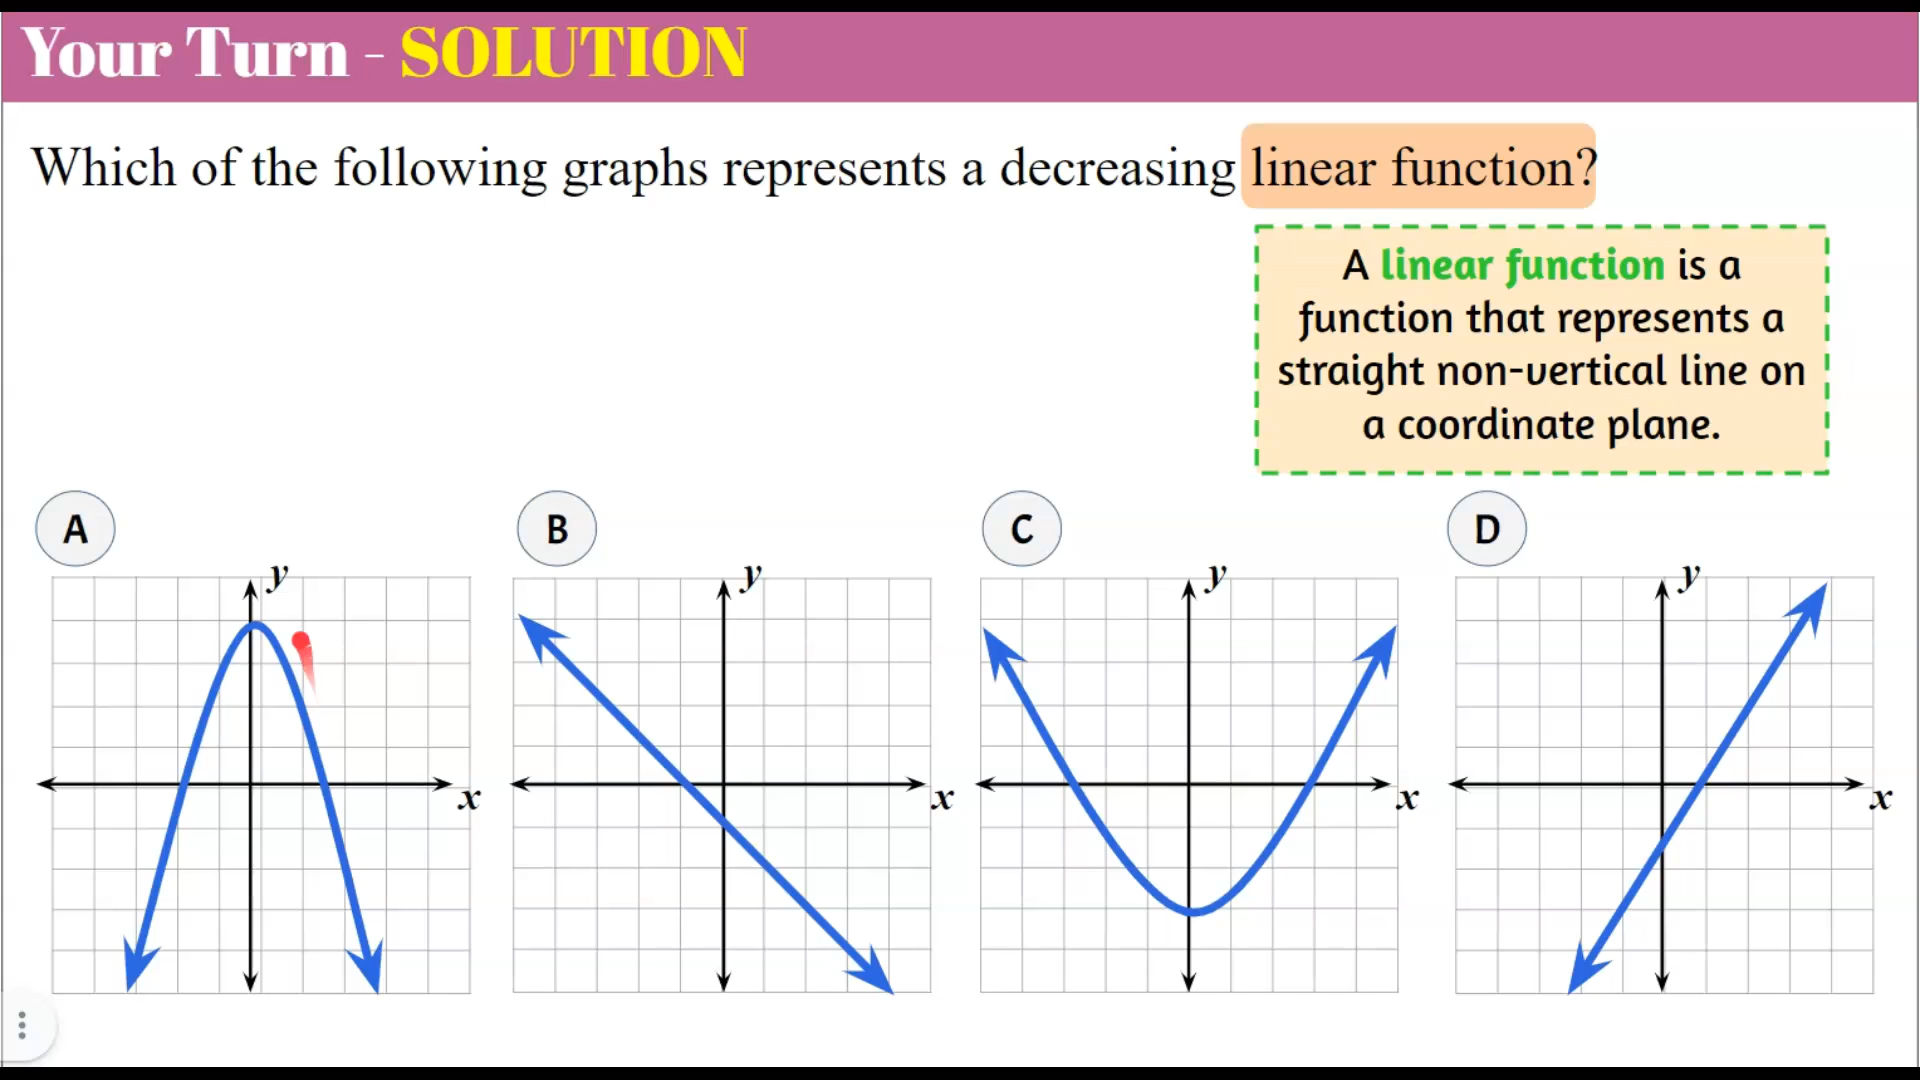 Your Turn - SOLUTION
Which of the following graphs represents a decreasing linear function?
A linear function is a
function that represents a
straight non-vertical line on
a coordinate plane.
A
B
C
D
y
y
y
y
x
x
x
x